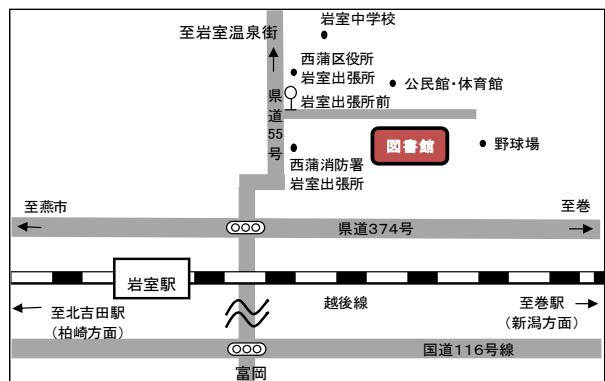 岩室中学校
至岩室温泉街
西蒲区役所
岩室出張所
公民館・体育館
岩室出張所前
県道55号
図書館
野球場
西蒲消防署
岩室出張所
至燕市
至巻
県道374号
岩室駅
越後線
至北吉田駅
（柏崎方面）
至巻駅
（新潟方面）
国道116号線
富岡